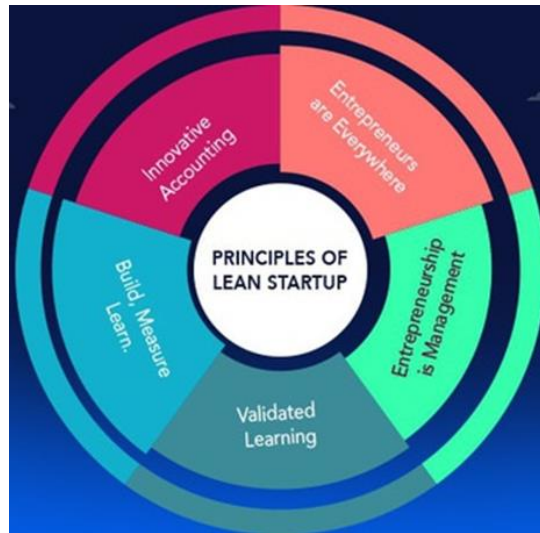 PRINCIPLES OF
LEAN STARTUP
Entrepreneurs
are Everywhere
Entrepreneurship
is Management
Validated
Learning
Build, Measure
Learn.
Innovative
Accounting